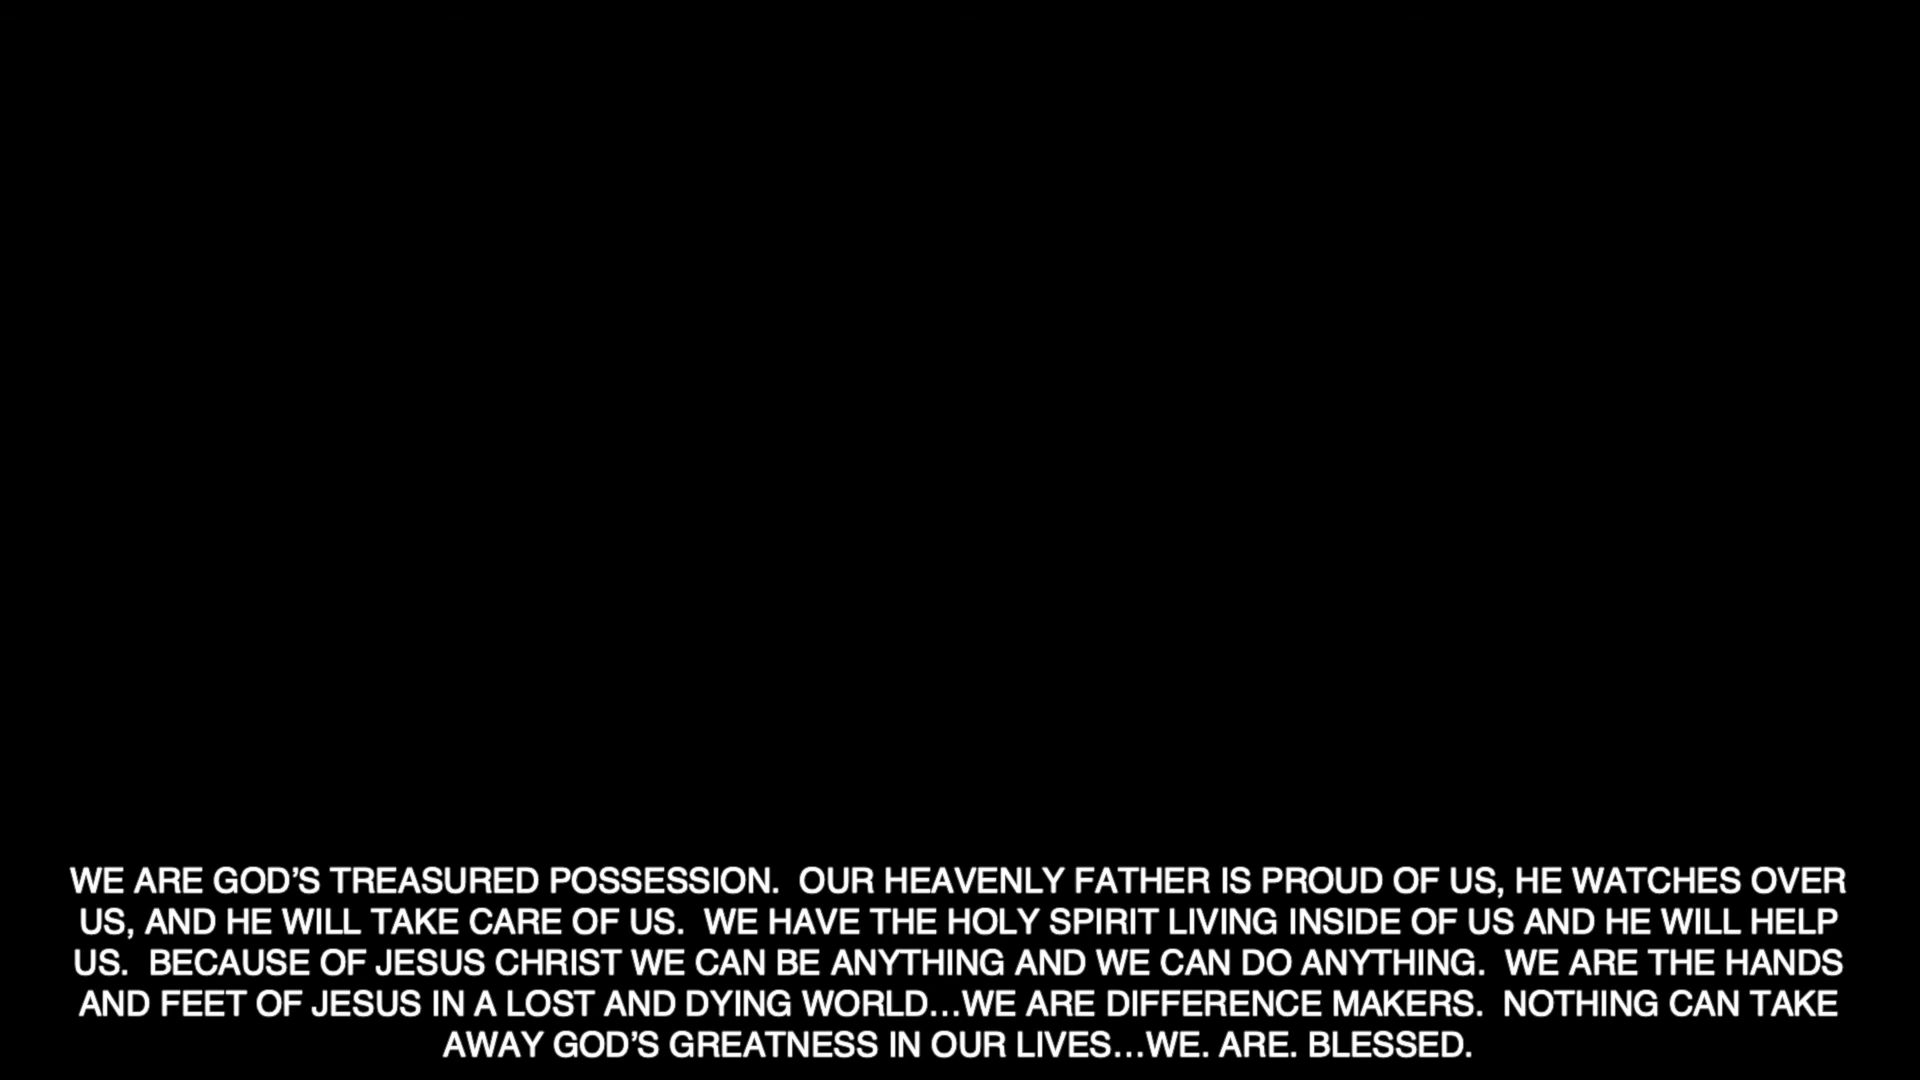 WE ARE GOD’S TREASURED POSSESSION.  OUR HEAVENLY FATHER IS PROUD OF US, HE WATCHES OVER
US, AND HE WILL TAKE CARE OF US.  WE HAVE THE HOLY SPIRIT LIVING INSIDE OF US AND HE WILL HELP
US.  BECAUSE OF JESUS CHRIST WE CAN BE ANYTHING AND WE CAN DO ANYTHING.  WE ARE THE HANDS
AND FEET OF JESUS IN A LOST AND DYING WORLD…WE ARE DIFFERENCE MAKERS.  NOTHING CAN TAKE
AWAY GOD’S GREATNESS IN OUR LIVES…WE. ARE. BLESSED.